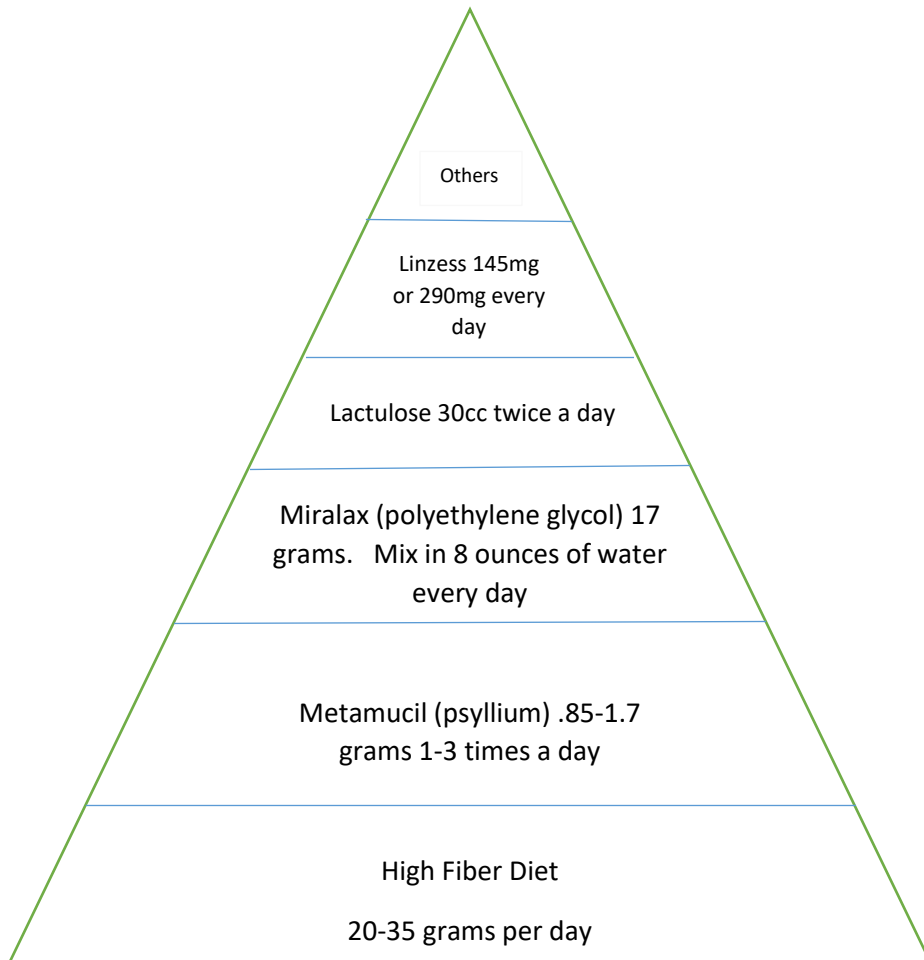 Others
Linzess 145mg
or 290mg every
day
Lactulose 30cc twice a day
Miralax (polyethylene glycol) 17
grams.   Mix in 8 ounces of water
every day
Metamucil (psyllium) .85-1.7
grams 1-3 times a day
High Fiber Diet
20-35 grams per day